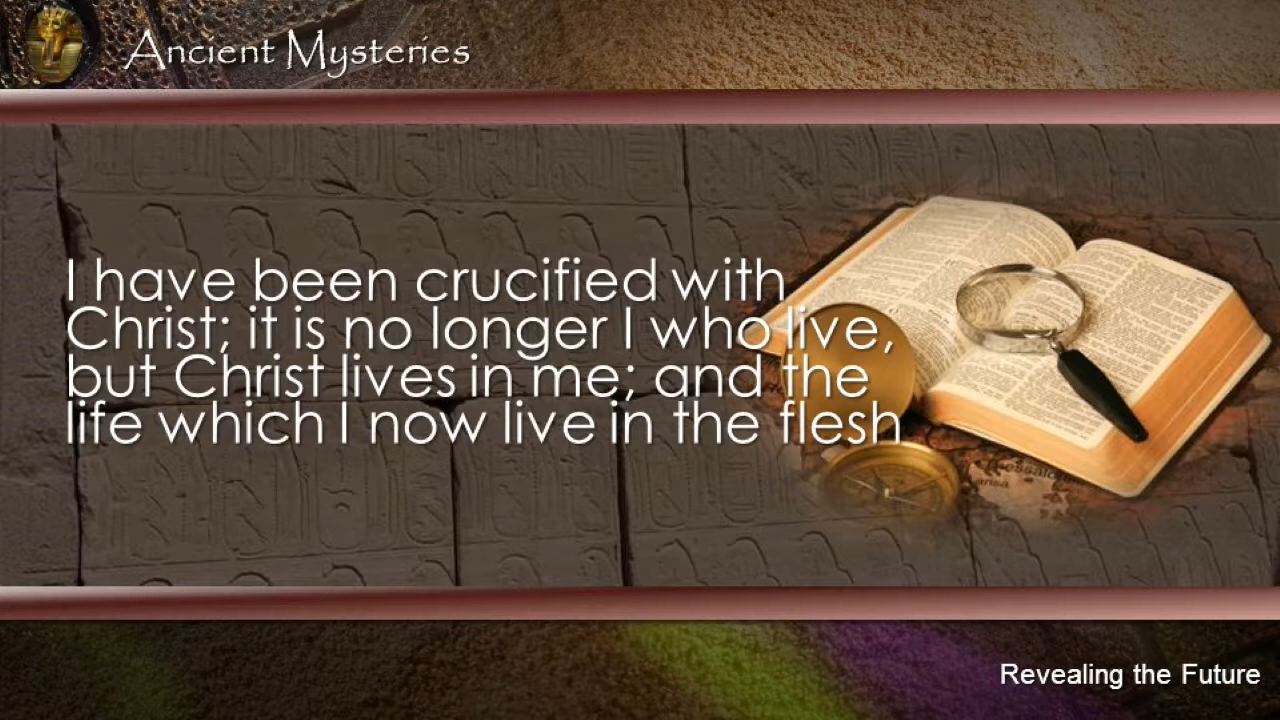 Ancient Mysteries
I have been crucified with
Christ; it is no longer I who live,
but Christ lives in me; and the
life which I now live in the flesh
Revealing the Future